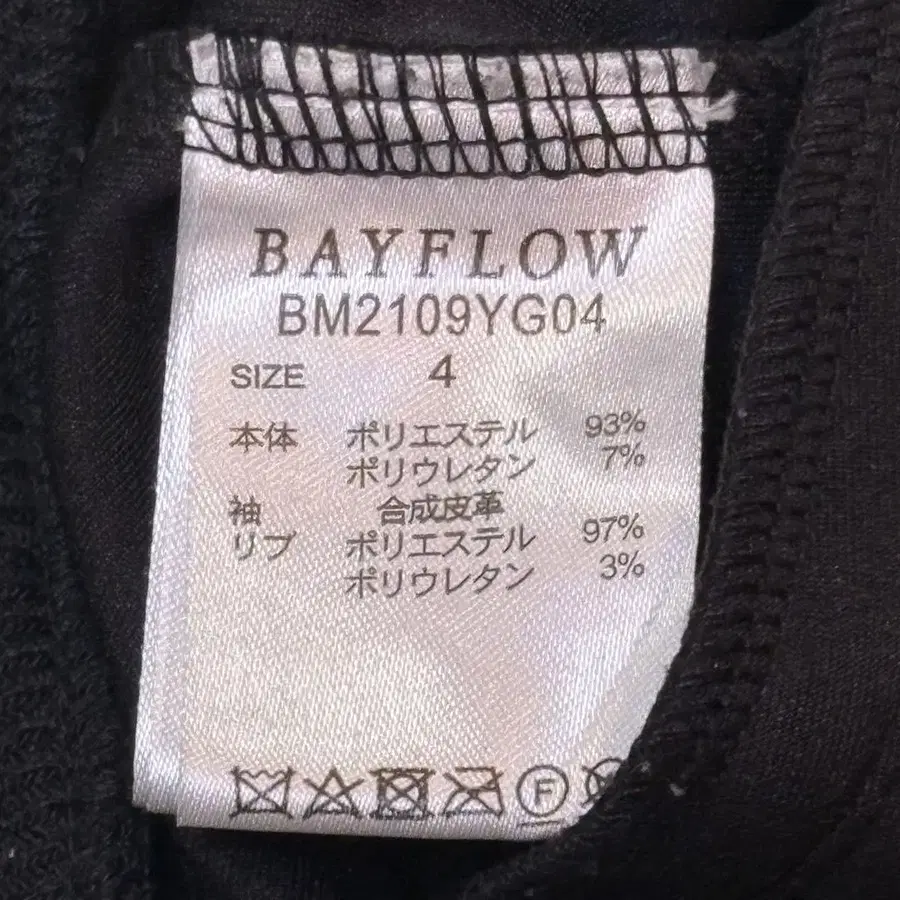 BAYFLOW
BM2109YG04
SIZE 4
本体 ポリエステル 93%
ポリウレタン 7%
袖 合成皮革
リブ ポリエステル 97%
ポリウレタン 3%
F